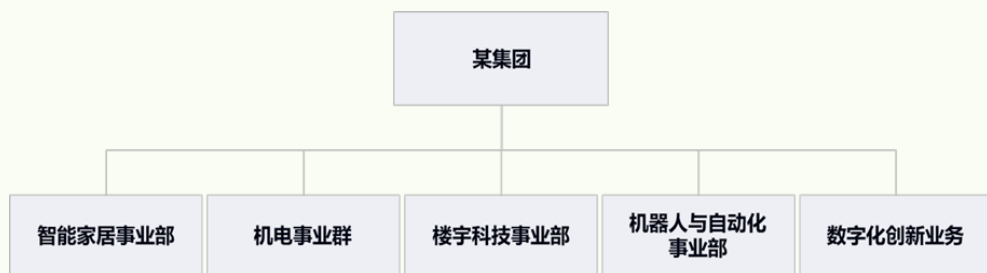 某集团
智能家居事业部
机电事业群
楼宇科技事业部
机器人与自动化
事业部
数字化创新业务